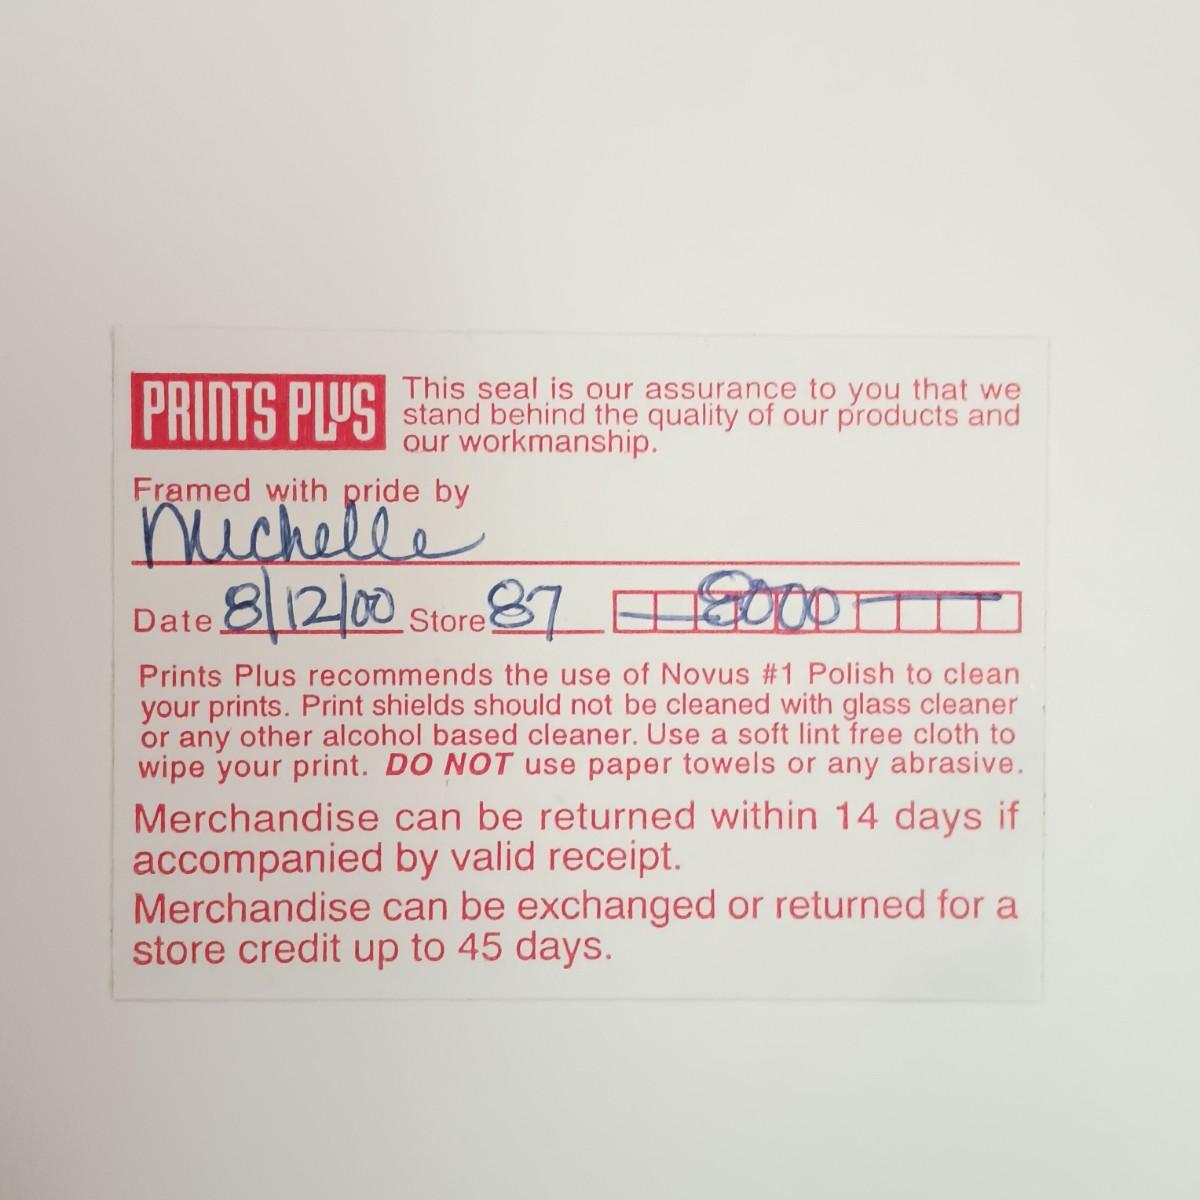 PRINTS PLUS
This seal is our assurance to you that we
stand behind the quality of our products and
our workmanship.
Framed with pride by
Michelle
Date 8/12/00 Store 87 8000
Prints Plus recommends the use of Novus #1 Polish to clean
your prints. Print shields should not be cleaned with glass cleaner
or any other alcohol based cleaner. Use a soft lint free cloth to
wipe your print. DO NOT use paper towels or any abrasive.
Merchandise can be returned within 14 days if
accompanied by valid receipt.
Merchandise can be exchanged or returned for a
store credit up to 45 days.